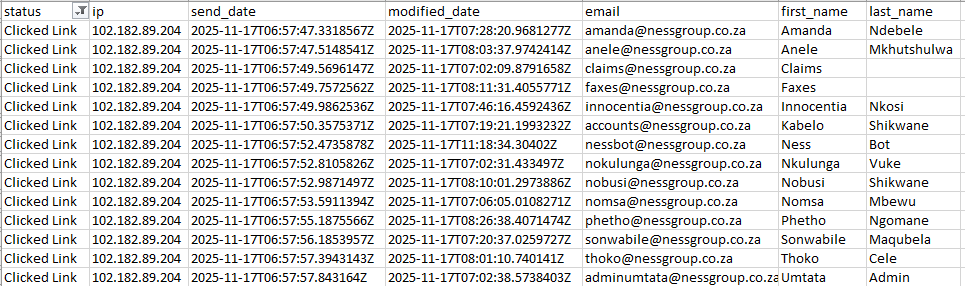 status ip send_date modified_date email first_name last_name
Clicked Link 102.182.89.204 2025-11-17T06:57:47.3318567Z 2025-11-17T07:28:20.9681277Z amanda@nessgroup.co.za Amanda Ndebele
Clicked Link 102.182.89.204 2025-11-17T06:57:47.5148541Z 2025-11-17T08:03:37.9742414Z anele@nessgroup.co.za Anele Mkhutshulwa
Clicked Link 102.182.89.204 2025-11-17T06:57:49.5696147Z 2025-11-17T07:02:09.8791658Z claims@nessgroup.co.za Claims
Clicked Link 102.182.89.204 2025-11-17T06:57:49.7572562Z 2025-11-17T08:11:31.4055771Z faxes@nessgroup.co.za Faxes
Clicked Link 102.182.89.204 2025-11-17T06:57:49.9862536Z 2025-11-17T07:46:16.4592436Z innocentia@nessgroup.co.za Innocentia Nkosi
Clicked Link 102.182.89.204 2025-11-17T06:57:50.3575371Z 2025-11-17T07:19:21.1993232Z accounts@nessgroup.co.za Kabelo Shikwane
Clicked Link 102.182.89.204 2025-11-17T06:57:52.4735878Z 2025-11-17T11:18:34.30402Z nessbot@nessgroup.co.za Ness Bot
Clicked Link 102.182.89.204 2025-11-17T06:57:52.8105826Z 2025-11-17T07:02:31.433497Z nokulunga@nessgroup.co.za Nkulunga Vuke
Clicked Link 102.182.89.204 2025-11-17T06:57:52.9871497Z 2025-11-17T08:10:01.2973886Z nobusi@nessgroup.co.za Nobusi Shikwane
Clicked Link 102.182.89.204 2025-11-17T06:57:53.5911394Z 2025-11-17T07:06:05.0108271Z nomsa@nessgroup.co.za Nomsa Mbewu
Clicked Link 102.182.89.204 2025-11-17T06:57:55.1875566Z 2025-11-17T08:26:38.4071474Z phetho@nessgroup.co.za Phetho Ngomane
Clicked Link 102.182.89.204 2025-11-17T06:57:56.1853957Z 2025-11-17T07:20:37.0259727Z sonwabile@nessgroup.co.za Sonwabile Maqubela
Clicked Link 102.182.89.204 2025-11-17T06:57:57.3943143Z 2025-11-17T08:01:10.740141Z thoko@nessgroup.co.za Thoko Cele
Clicked Link 102.182.89.204 2025-11-17T06:57:57.843164Z 2025-11-17T07:02:38.5738403Z adminumtata@nessgroup.co.za Umtata Admin